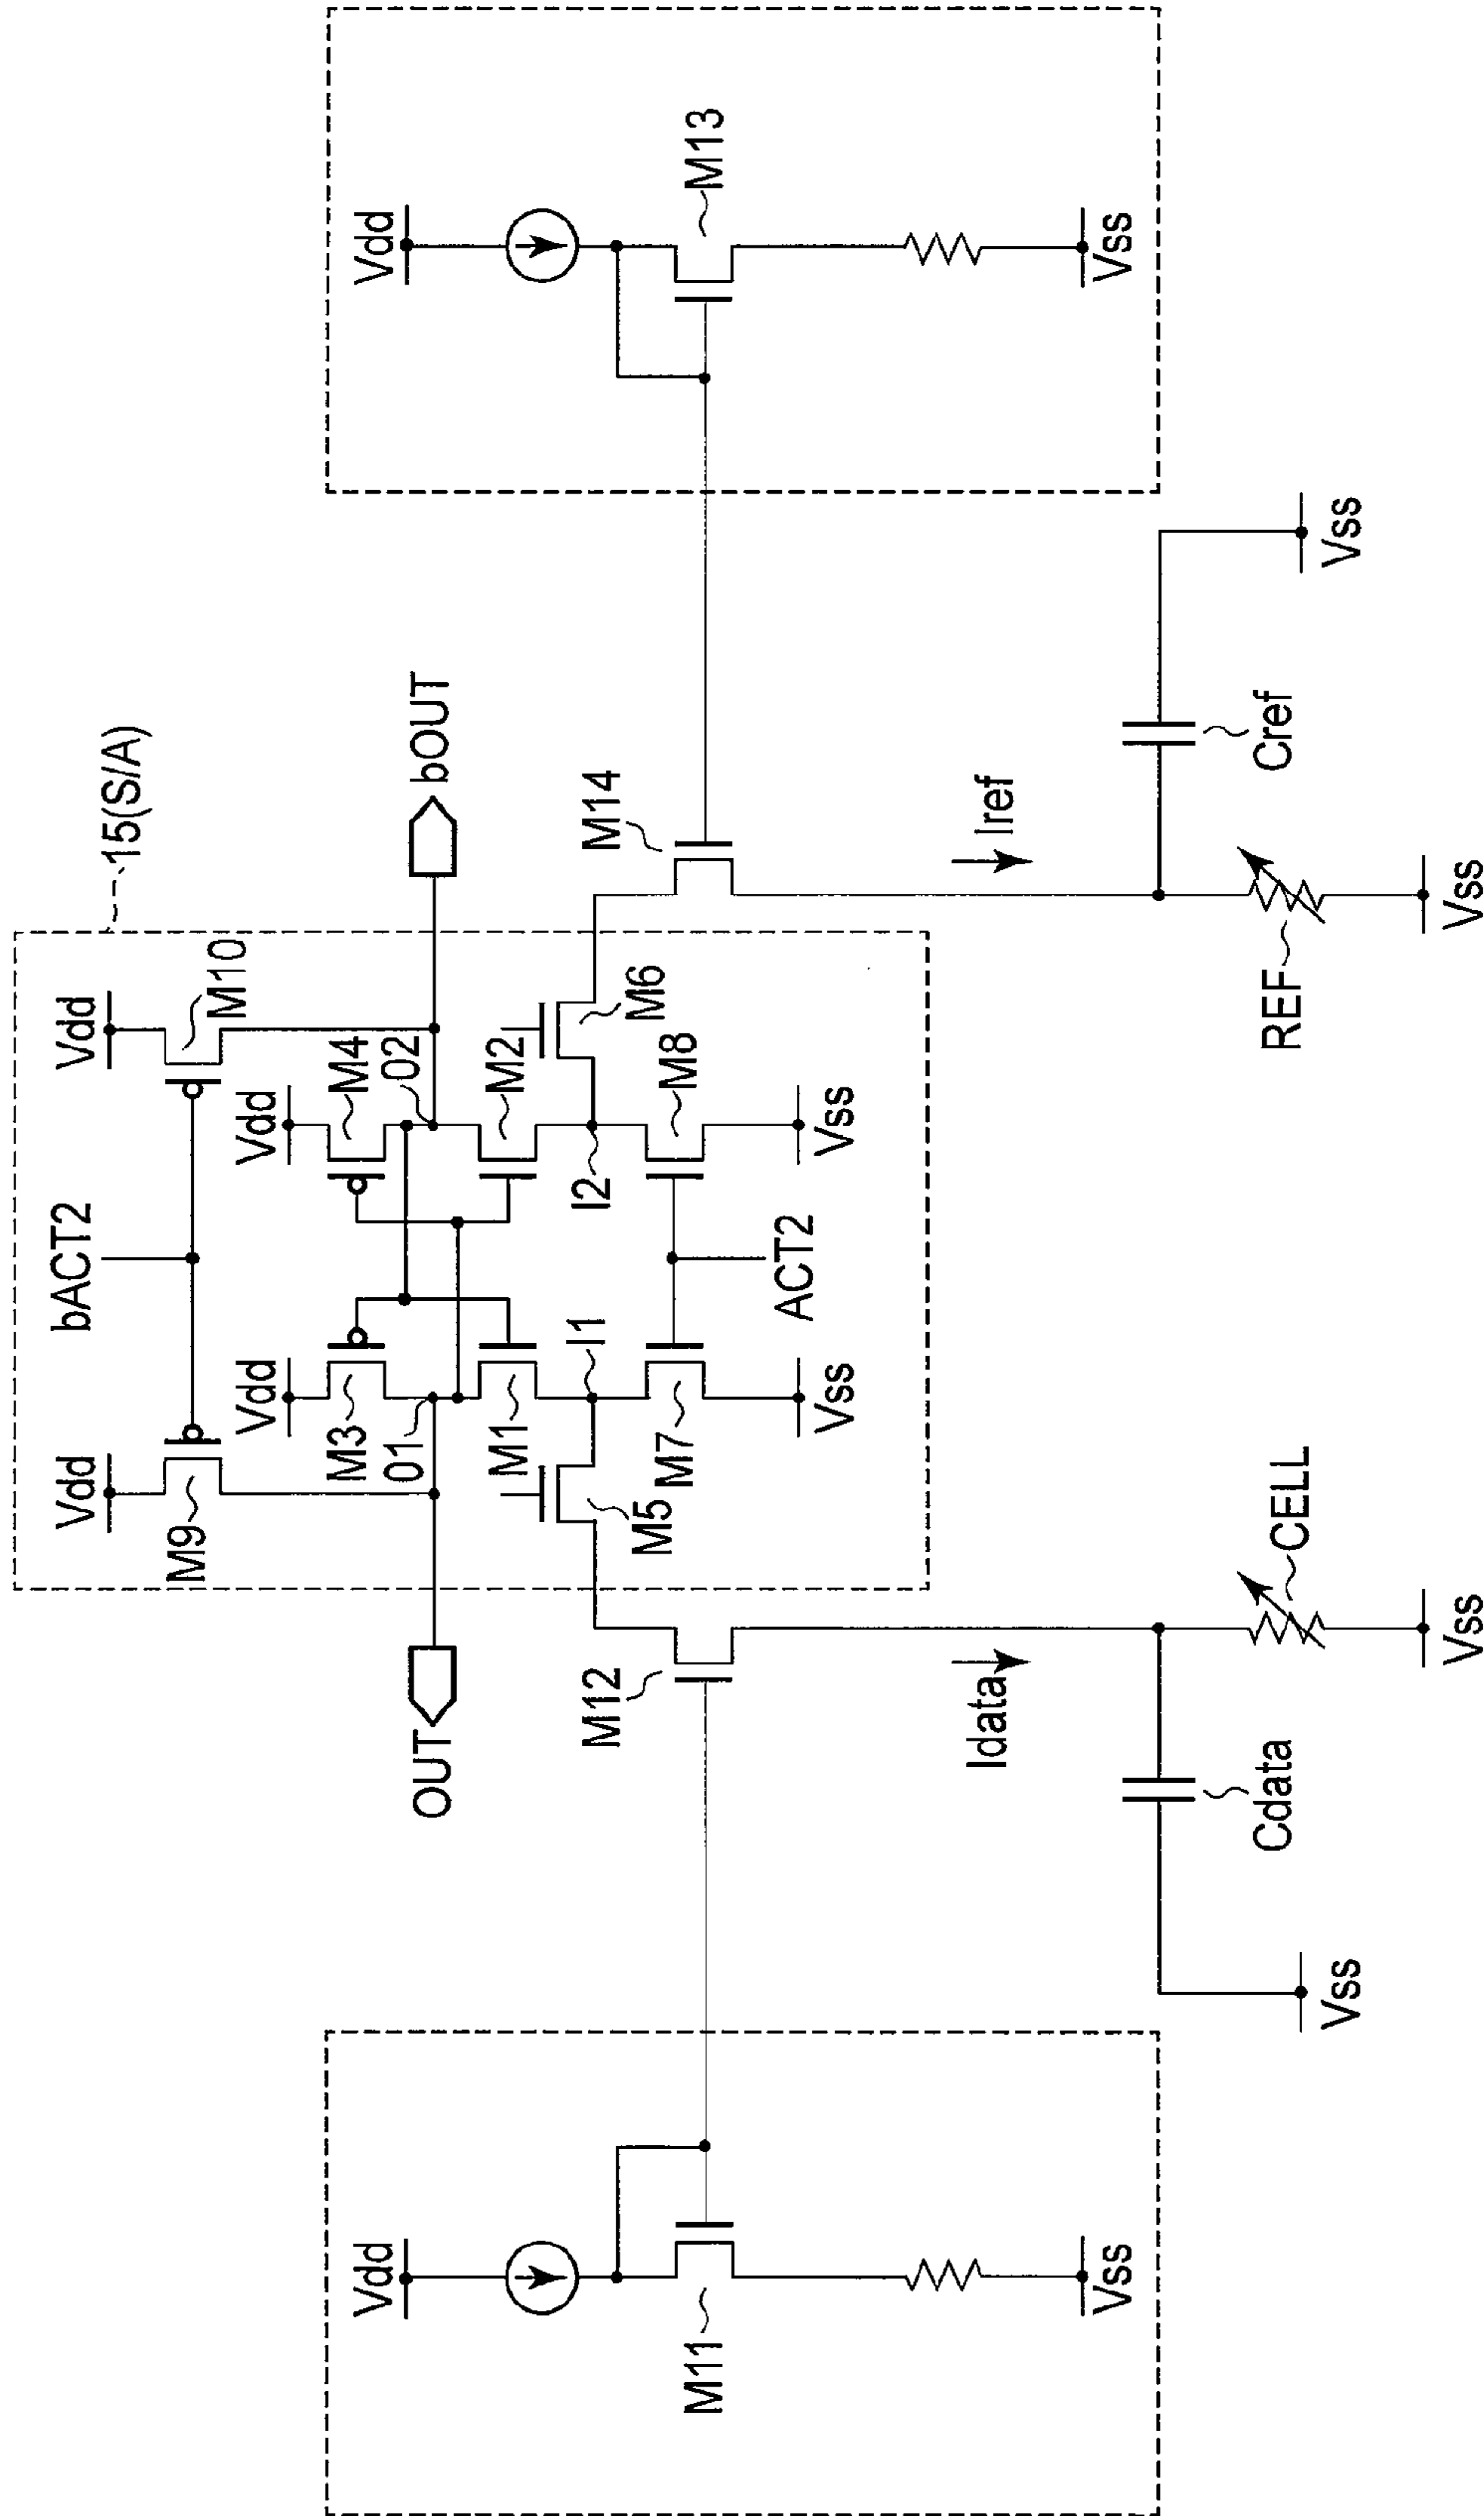 15(S/A)
Vdd
bACT2
Vdd
M9
M10
Vdd
Vdd
M3
M4
O1
O2
OUT
bOUT
M1
M2
M5
M6
I1
I2
M7
M8
Vss
Vss
ACT2
Vdd
M11
Vss
Vdd
M13
Vss
M12
M14
Idata
Iref
Cdata
Cref
Vss
Vss
CELL
REF
Vss
Vss